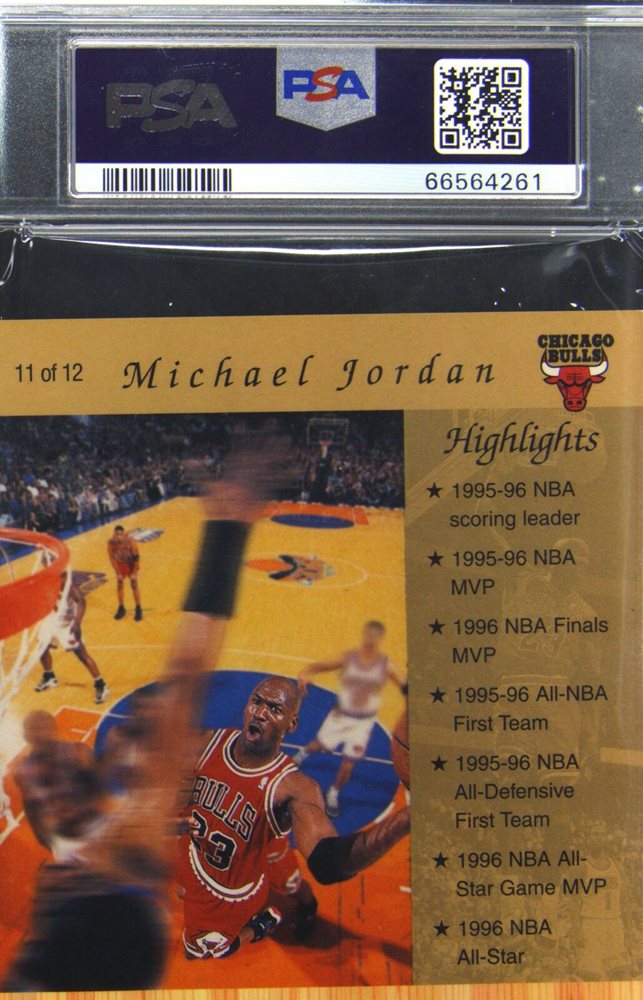 PSA
PSA
66564261
11 of 12
Michael Jordan
CHICAGO
BULLS
Highlights
★ 1995-96 NBA
scoring leader
★ 1995-96 NBA
MVP
★ 1996 NBA Finals
MVP
★ 1995-96 All-NBA
First Team
★ 1995-96 NBA
All-Defensive
First Team
★ 1996 NBA All-
Star Game MVP
★ 1996 NBA
All-Star
BULLS
23